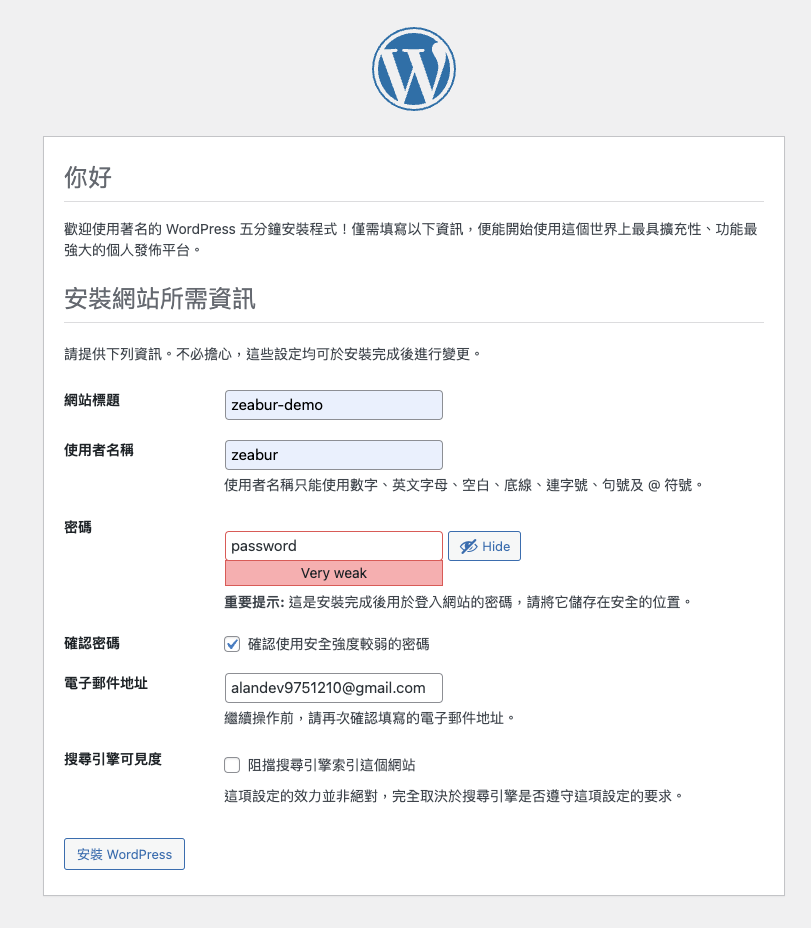 你好
歡迎使用著名的 WordPress 五分鐘安裝程式！僅需填寫以下資訊，便能開始使用這個世界上最具擴充性、功能最
強大的個人發佈平台。
安裝網站所需資訊
請提供下列資訊。不必擔心，這些設定均可於安裝完成後進行變更。
網站標題
zeabur-demo
使用者名稱
zeabur
使用者名稱只能使用數字、英文字母、空白、底線、連字號、句號及 @ 符號。
密碼
password
Hide
Very weak
重要提示: 這是安裝完成後用於登入網站的密碼，請將它儲存在安全的位置。
確認密碼
確認使用安全強度較弱的密碼
電子郵件地址
alandev9751210@gmail.com
繼續操作前，請再次確認填寫的電子郵件地址。
搜尋引擎可見度
阻擋搜尋引擎索引這個網站
這項設定的效力並非絕對，完全取決於搜尋引擎是否遵守這項設定的要求。
安裝 WordPress